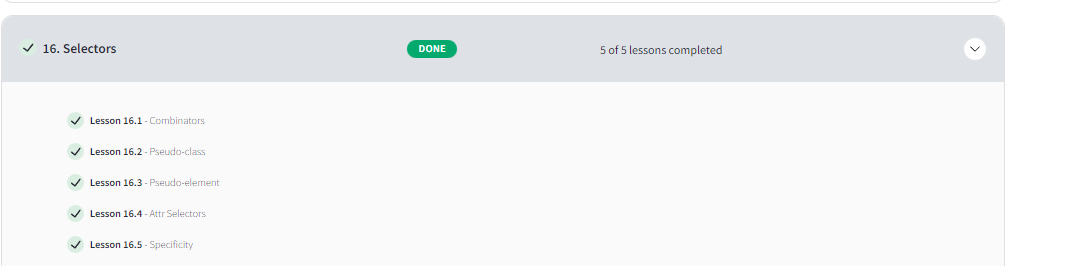 16. Selectors DONE 5 of 5 lessons completed
Lesson 16.1 - Combinators
Lesson 16.2 - Pseudo-class
Lesson 16.3 - Pseudo-element
Lesson 16.4 - Attr Selectors
Lesson 16.5 - Specificity